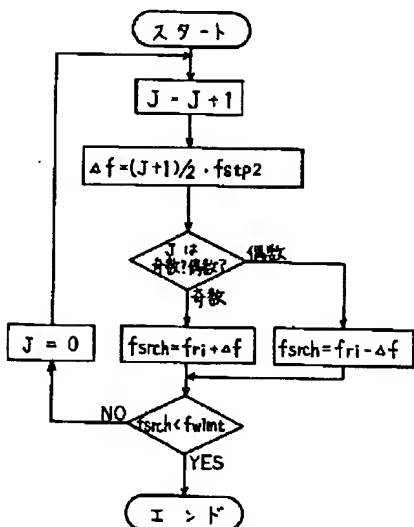 スタート
J = J+1
Δf=(J+1)/2・fstp2
Jは
奇数?偶数?
偶数
奇数
J = 0
fsrch=fri+Δf
fsrch=fri-Δf
NO
fsrch<fwlmt
YES
エンド